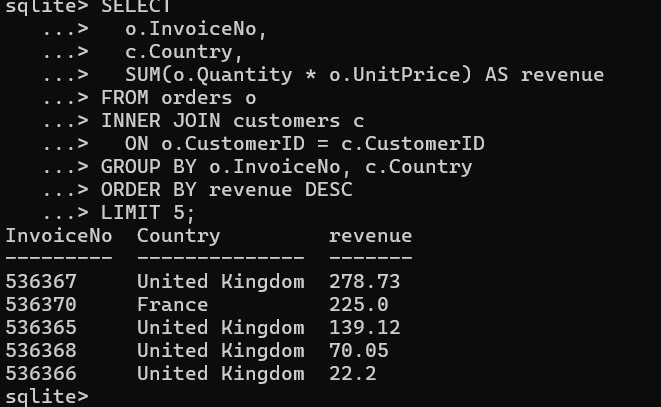 sqlite> SELECT
   ...>   o.InvoiceNo,
   ...>   c.Country,
   ...>   SUM(o.Quantity * o.UnitPrice) AS revenue
   ...> FROM orders o
   ...> INNER JOIN customers c
   ...>   ON o.CustomerID = c.CustomerID
   ...> GROUP BY o.InvoiceNo, c.Country
   ...> ORDER BY revenue DESC
   ...> LIMIT 5;
InvoiceNo  Country         revenue
---------  --------------  -------
536367     United Kingdom  278.73
536370     France          225.0
536365     United Kingdom  139.12
536368     United Kingdom  70.05
536366     United Kingdom  22.2
sqlite>